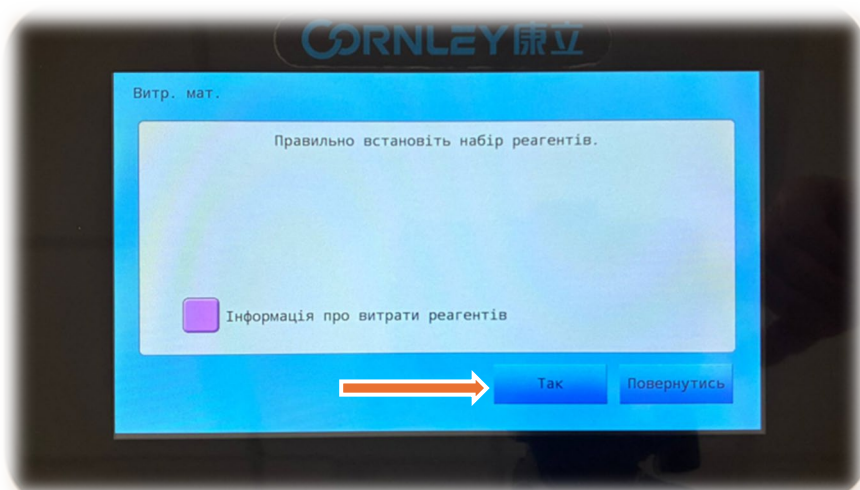 CORNLEY康立
Витр. мат.
Правильно встановіть набір реагентів.
Інформація про витрати реагентів
Так
Повернутись